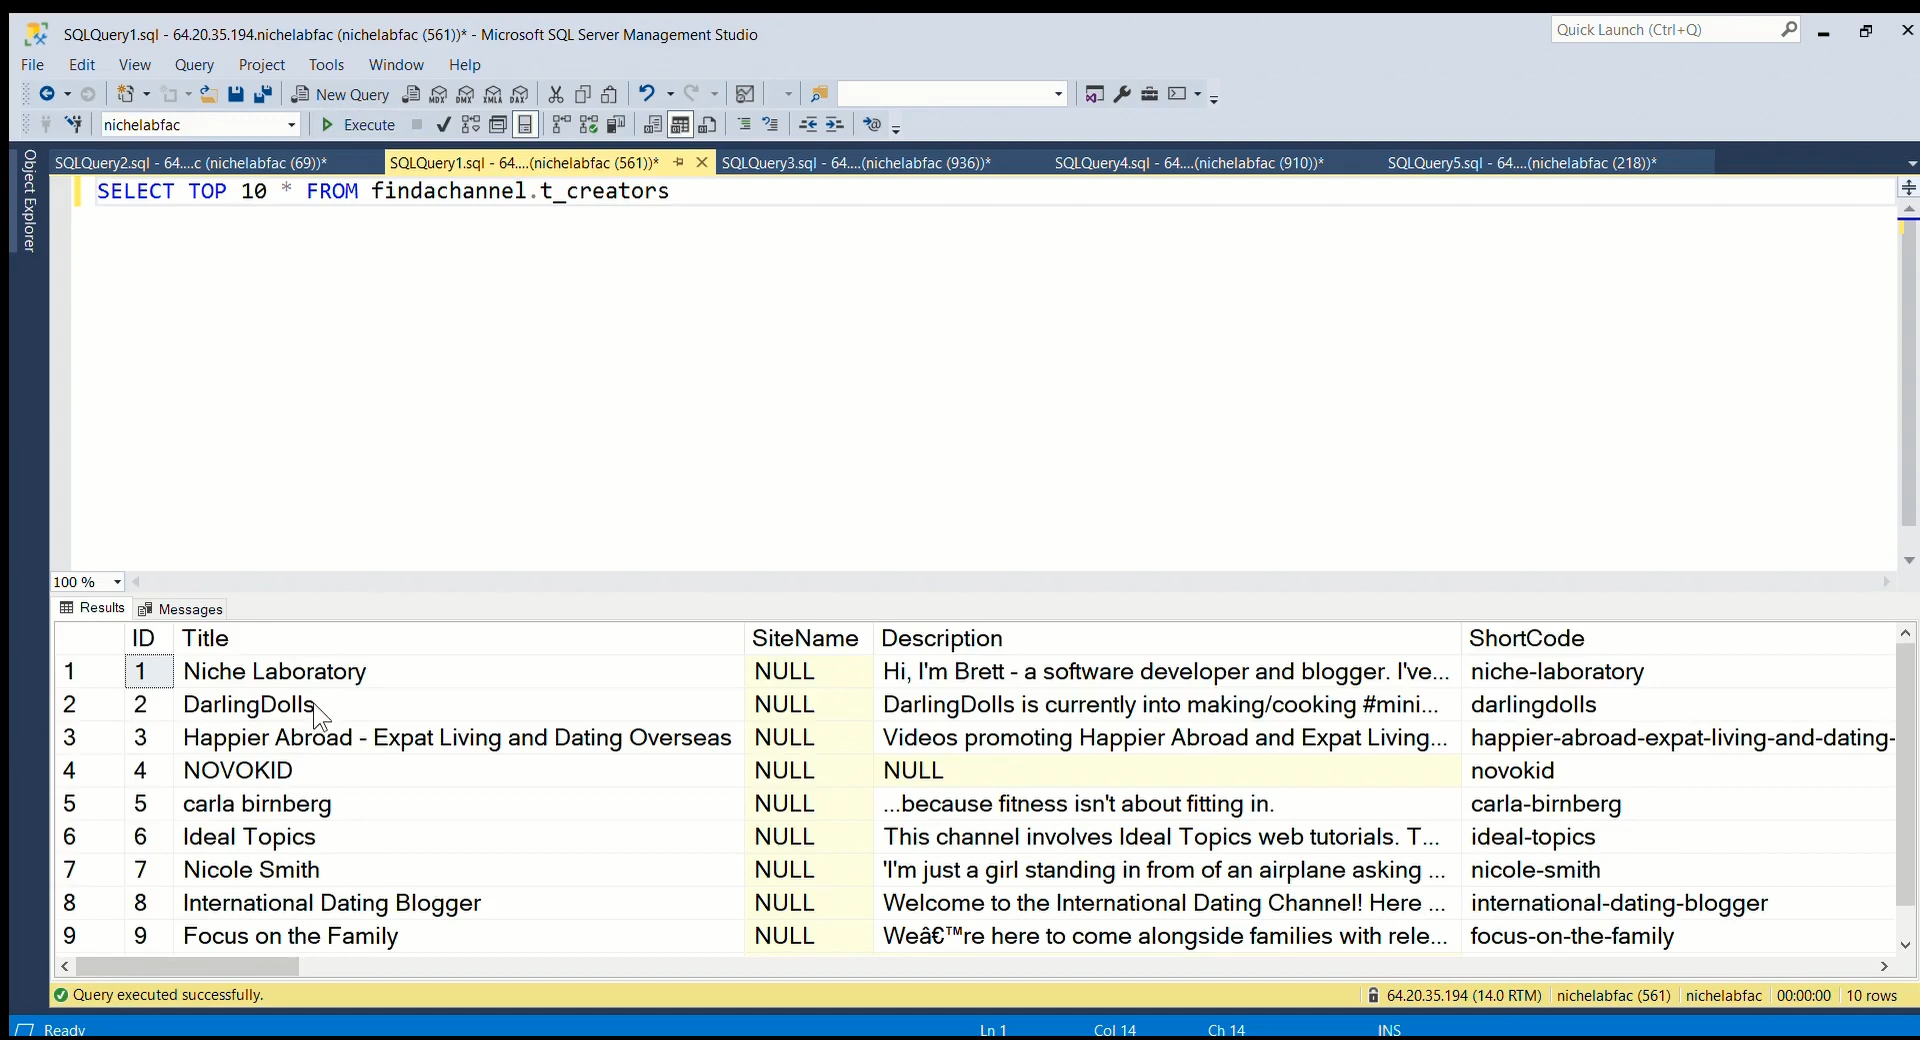 SQLQuery1.sql - 64.20.35.194.nichelabfac (nichelabfac (561))* - Microsoft SQL Server Management Studio
Quick Launch (Ctrl+Q)
File Edit View Query Project Tools Window Help
New Query MDX DMX XMLA DAX
nichelabfac Execute
Object Explorer
SQLQuery2.sql - 64....c (nichelabfac (69))* SQLQuery1.sql - 64....(nichelabfac (561))* SQLQuery3.sql - 64....(nichelabfac (936))* SQLQuery4.sql - 64....(nichelabfac (910))* SQLQuery5.sql - 64....(nichelabfac (218))*
SELECT TOP 10 * FROM findachannel.t_creators
100 %
Results Messages
ID Title SiteName Description ShortCode
1 1 Niche Laboratory NULL Hi, I'm Brett - a software developer and blogger. I've... niche-laboratory
2 2 DarlingDolls NULL DarlingDolls is currently into making/cooking #mini... darlingdolls
3 3 Happier Abroad - Expat Living and Dating Overseas NULL Videos promoting Happier Abroad and Expat Living... happier-abroad-expat-living-and-dating-
4 4 NOVOKID NULL NULL novokid
5 5 carla birnberg NULL ...because fitness isn't about fitting in. carla-birnberg
6 6 Ideal Topics NULL This channel involves Ideal Topics web tutorials. T... ideal-topics
7 7 Nicole Smith NULL 'I'm just a girl standing in from of an airplane asking ... nicole-smith
8 8 International Dating Blogger NULL Welcome to the International Dating Channel! Here ... international-dating-blogger
9 9 Focus on the Family NULL Weâ€™re here to come alongside families with rele... focus-on-the-family
Query executed successfully. 64.20.35.194 (14.0 RTM) nichelabfac (561) nichelabfac 00:00:00 10 rows
Ready Ln 1 Col 14 Ch 14 INS